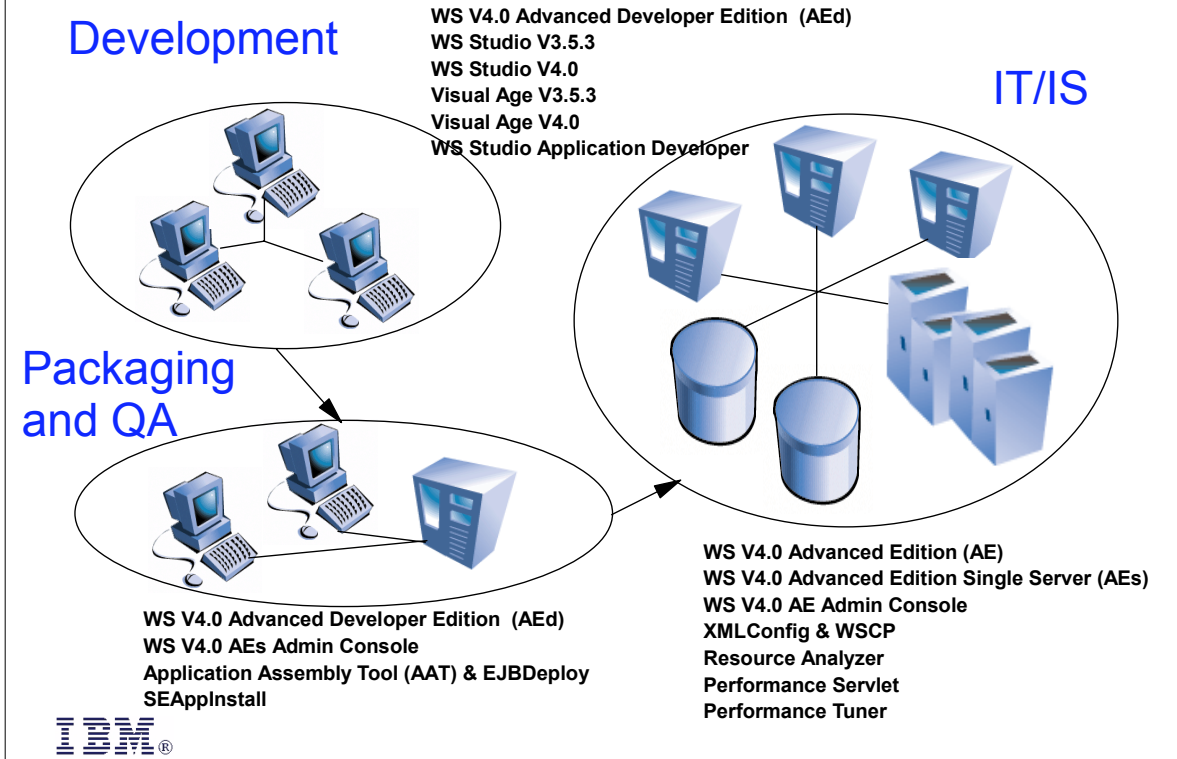 Development
WS V4.0 Advanced Developer Edition (AEd)
WS Studio V3.5.3
WS Studio V4.0
Visual Age V3.5.3
Visual Age V4.0
WS Studio Application Developer
IT/IS
Packaging
and QA
WS V4.0 Advanced Developer Edition (AEd)
WS V4.0 AEs Admin Console
Application Assembly Tool (AAT) & EJBDeploy
SEAppInstall
WS V4.0 Advanced Edition (AE)
WS V4.0 Advanced Edition Single Server (AEs)
WS V4.0 AE Admin Console
XMLConfig & WSCP
Resource Analyzer
Performance Servlet
Performance Tuner
IBM®